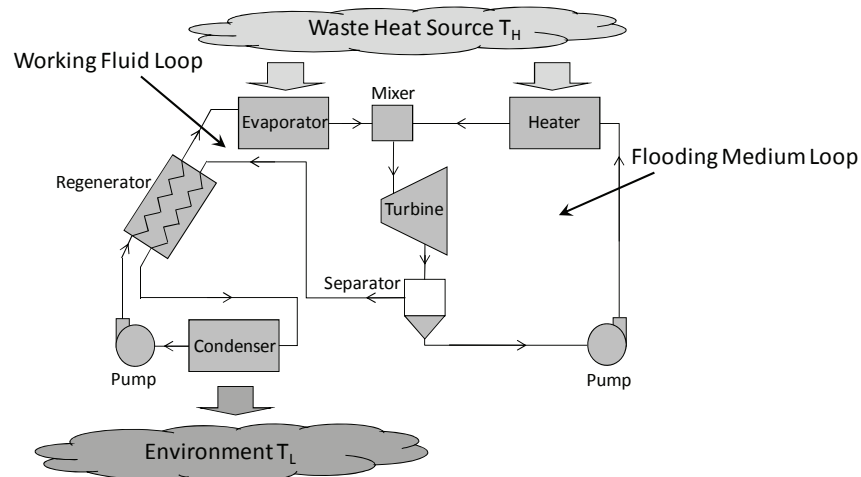 Waste Heat Source T_H
Working Fluid Loop
Mixer
Evaporator
Heater
Flooding Medium Loop
Regenerator
Turbine
Separator
Condenser
Pump
Pump
Environment T_L